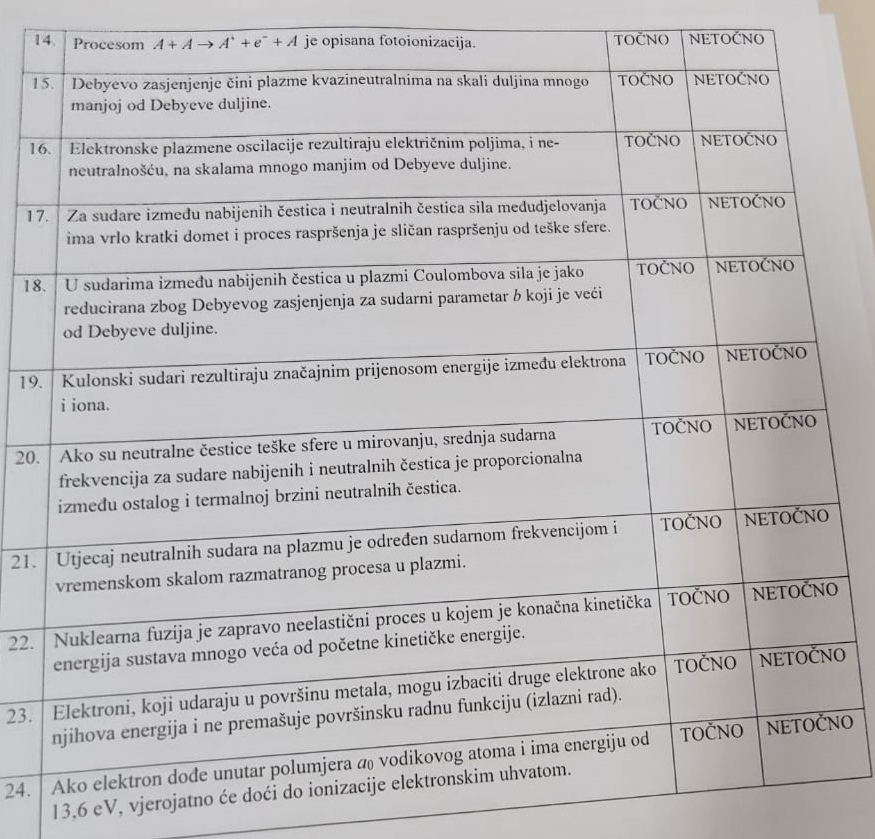 14. Procesom A + A → A⁺ + e⁻ + A je opisana fotoionizacija. TOČNO NETOČNO
15. Debyevo zasjenjenje čini plazme kvazineutralnima na skali duljina mnogo TOČNO NETOČNO
manjoj od Debyeve duljine.
16. Elektronske plazmene oscilacije rezultiraju električnim poljima, i ne- TOČNO NETOČNO
neutralnošću, na skalama mnogo manjim od Debyeve duljine.
17. Za sudare između nabijenih čestica i neutralnih čestica sila međudjelovanja TOČNO NETOČNO
ima vrlo kratki domet i proces raspršenja je sličan raspršenju od teške sfere.
18. U sudarima između nabijenih čestica u plazmi Coulombova sila je jako TOČNO NETOČNO
reducirana zbog Debyevog zasjenjenja za sudarni parametar b koji je veći
od Debyeve duljine.
19. Kulonski sudari rezultiraju značajnim prijenosom energije između elektrona TOČNO NETOČNO
i iona.
20. Ako su neutralne čestice teške sfere u mirovanju, srednja sudarna TOČNO NETOČNO
frekvencija za sudare nabijenih i neutralnih čestica je proporcionalna
između ostalog i termalnoj brzini neutralnih čestica.
21. Utjecaj neutralnih sudara na plazmu je određen sudarnom frekvencijom i TOČNO NETOČNO
vremenskom skalom razmatranog procesa u plazmi.
22. Nuklearna fuzija je zapravo neelastični proces u kojem je konačna kinetička TOČNO NETOČNO
energija sustava mnogo veća od početne kinetičke energije.
23. Elektroni, koji udaraju u površinu metala, mogu izbaciti druge elektrone ako TOČNO NETOČNO
njihova energija i ne premašuje površinsku radnu funkciju (izlazni rad).
24. Ako elektron dođe unutar polumjera a₀ vodikovog atoma i ima energiju od TOČNO NETOČNO
13,6 eV, vjerojatno će doći do ionizacije elektronskim uhvatom.